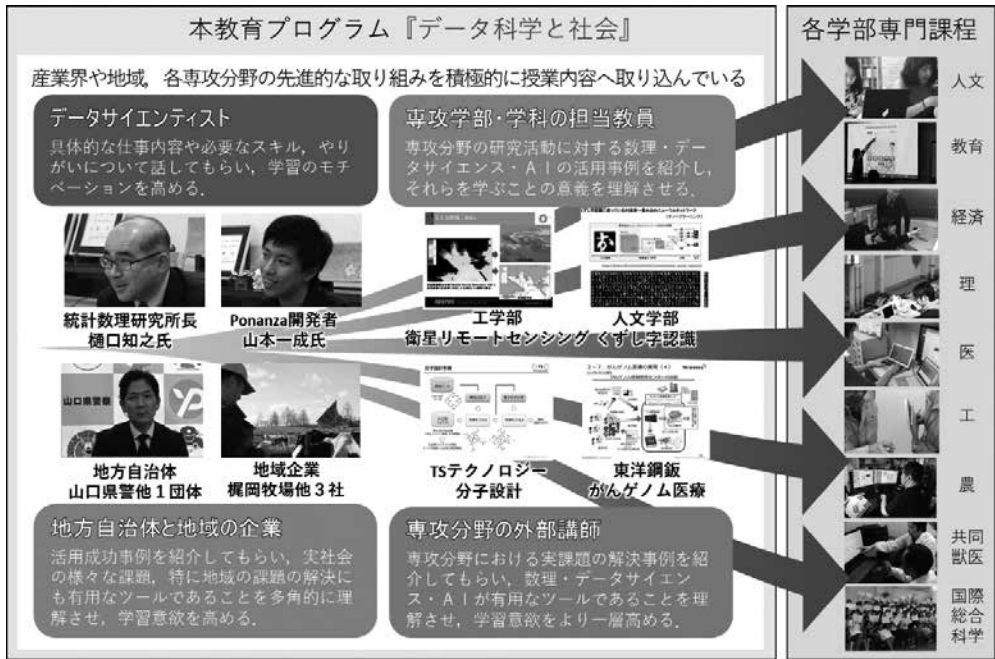 本教育プログラム『データ科学と社会』
産業界や地域，各専攻分野の先進的な取り組みを積極的に授業内容へ取り込んでいる
データサイエンティスト
具体的な仕事内容や必要なスキル，やり
がいについて話してもらい，学習のモチ
ベーションを高める．
専攻学部・学科の担当教員
専攻分野の研究活動に対する数理・デー
タサイエンス・ＡＩの活用事例を紹介し，
それらを学ぶことの意義を理解させる．
統計数理研究所長
樋口知之氏
Ponanza開発者
山本一成氏
工学部
衛星リモートセンシング
人文学部
くずし字認識
山口県警察
地方自治体
山口県警他１団体
地域企業
梶岡牧場他３社
分子設計手順
TSテクノロジー
分子設計
東洋鋼鈑
がんゲノム医療
地方自治体と地域の企業
活用成功事例を紹介してもらい，実社会
の様々な課題，特に地域の課題の解決に
も有用なツールであることを多角的に理
解させ，学習意欲を高める．
専攻分野の外部講師
専攻分野における実課題の解決事例を紹
介してもらい，数理・データサイエン
ス・ＡＩが有用なツールであることを理
解させ，学習意欲をより一層高める．
各学部専門課程
人文
教育
経済
理
医
工
農
共同
獣医
国際
総合
科学